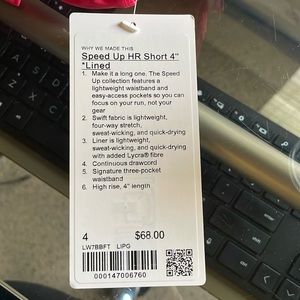 WHY WE MADE THIS
Speed Up HR Short 4"
*Lined
1. Make it a long one. The Speed
Up collection features a
lightweight waistband and
easy-access pockets so you can
focus on your run, not your
gear
2. Swift fabric is lightweight,
four-way stretch,
sweat-wicking, and quick-drying
3. Liner is lightweight,
sweat-wicking, and quick-drying
with added Lycra® fibre
4. Continuous drawcord
5. Signature three-pocket
waistband
6. High rise, 4" length
4 $68.00
LW7BBFT LIPG
000147006760